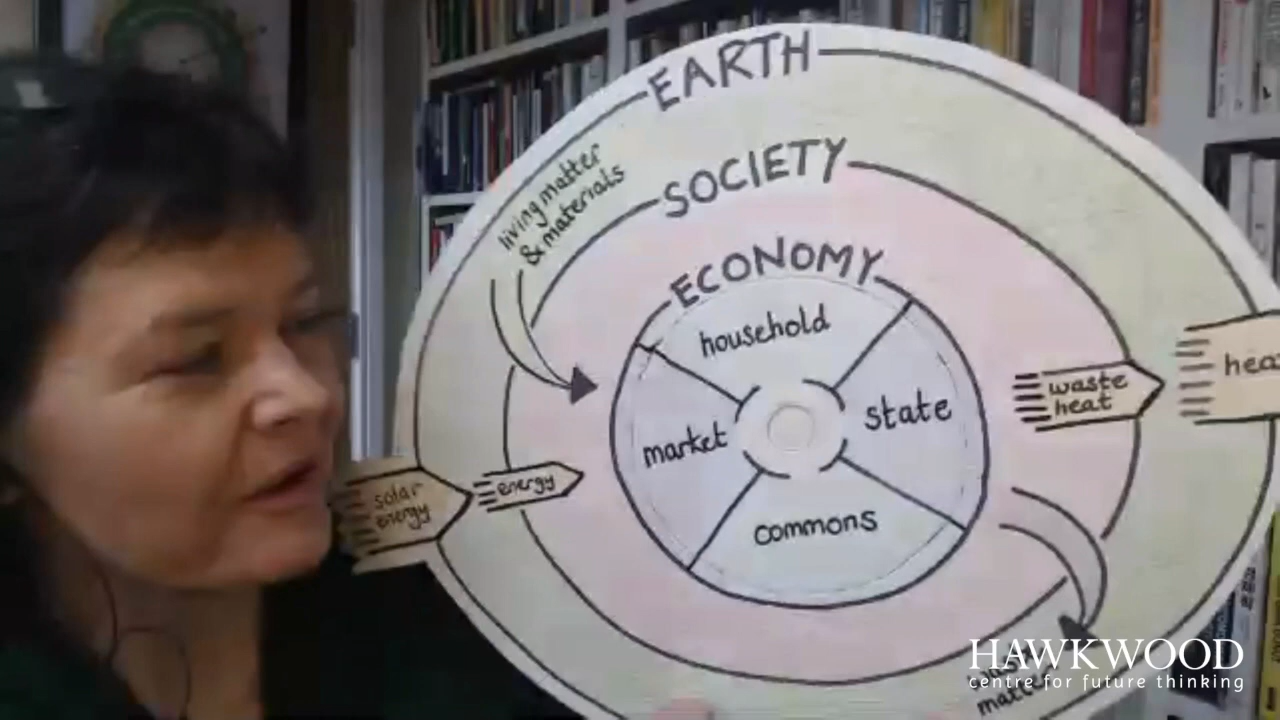 EARTH
living matter
& materials
SOCIETY
ECONOMY
household
market
state
commons
solar
energy
energy
waste
heat
matter
HAWKWOOD
centre for future thinking